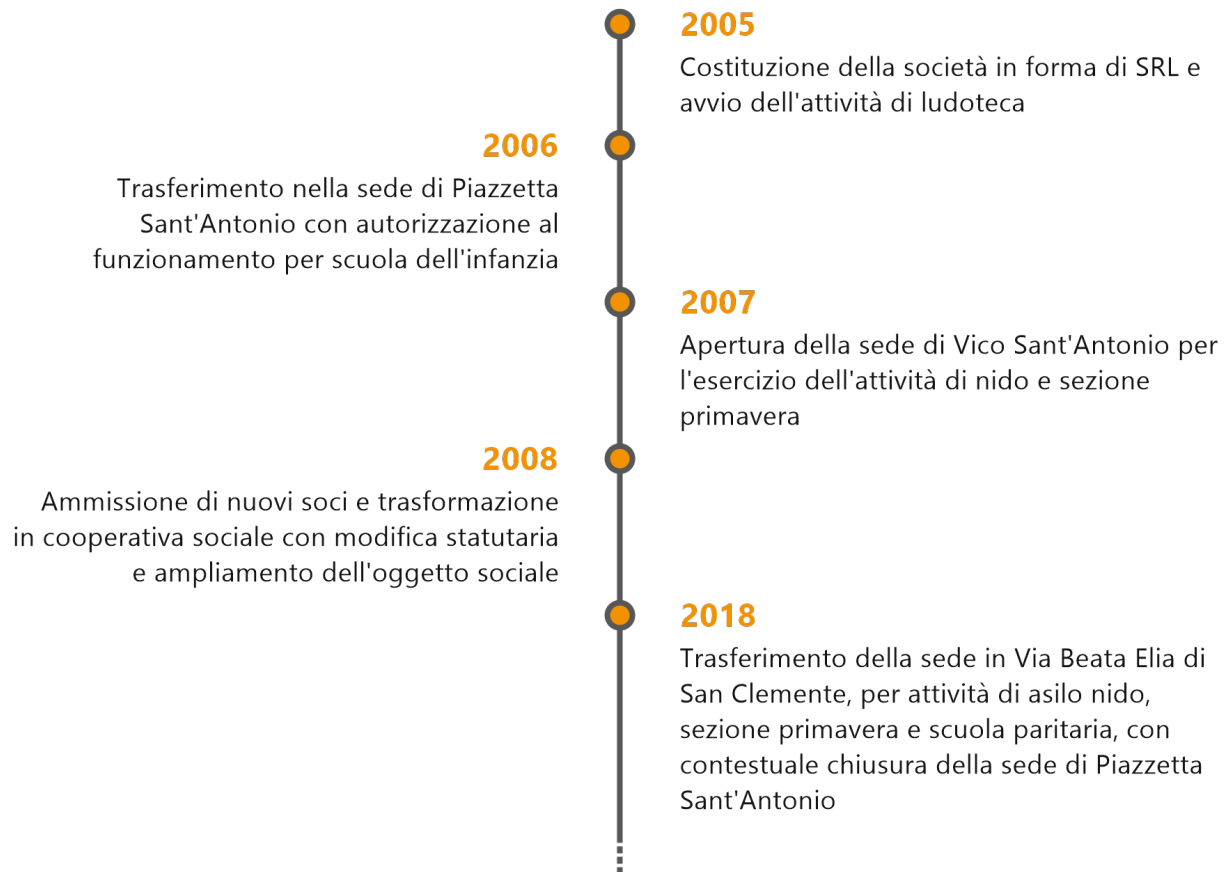 2005
Costituzione della società in forma di SRL e
avvio dell'attività di ludoteca
2006
Trasferimento nella sede di Piazzetta
Sant'Antonio con autorizzazione al
funzionamento per scuola dell'infanzia
2007
Apertura della sede di Vico Sant'Antonio per
l'esercizio dell'attività di nido e sezione
primavera
2008
Ammissione di nuovi soci e trasformazione
in cooperativa sociale con modifica statutaria
e ampliamento dell'oggetto sociale
2018
Trasferimento della sede in Via Beata Elia di
San Clemente, per attività di asilo nido,
sezione primavera e scuola paritaria, con
contestuale chiusura della sede di Piazzetta
Sant'Antonio